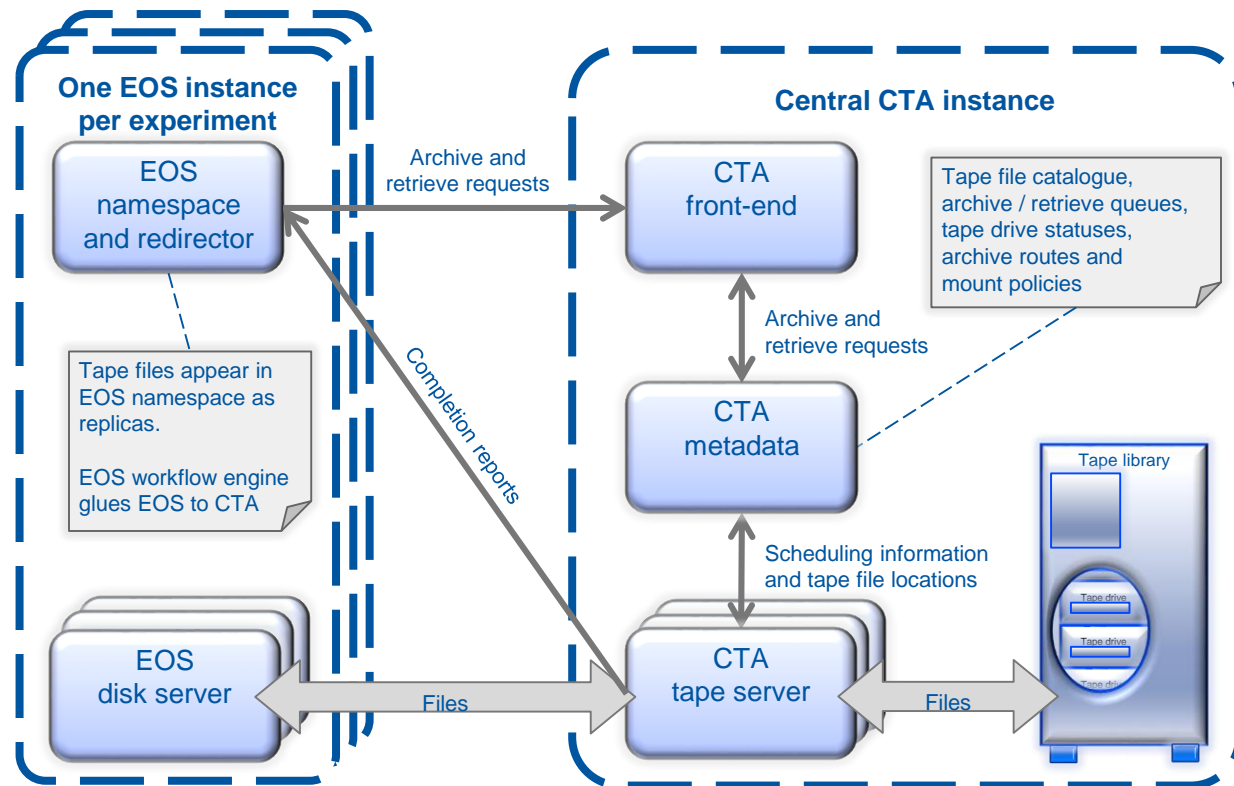 One EOS instance
per experiment
EOS
namespace
and redirector
Tape files appear in
EOS namespace as
replicas.
EOS workflow engine
glues EOS to CTA
EOS
disk server
Archive and
retrieve requests
Completion reports
Files
Central CTA instance
CTA
front-end
Tape file catalogue,
archive / retrieve queues,
tape drive statuses,
archive routes and
mount policies
Archive and
retrieve requests
CTA
metadata
Scheduling information
and tape file locations
CTA
tape server
Files
Tape library
Tape drive
Tape drive
Tape drive